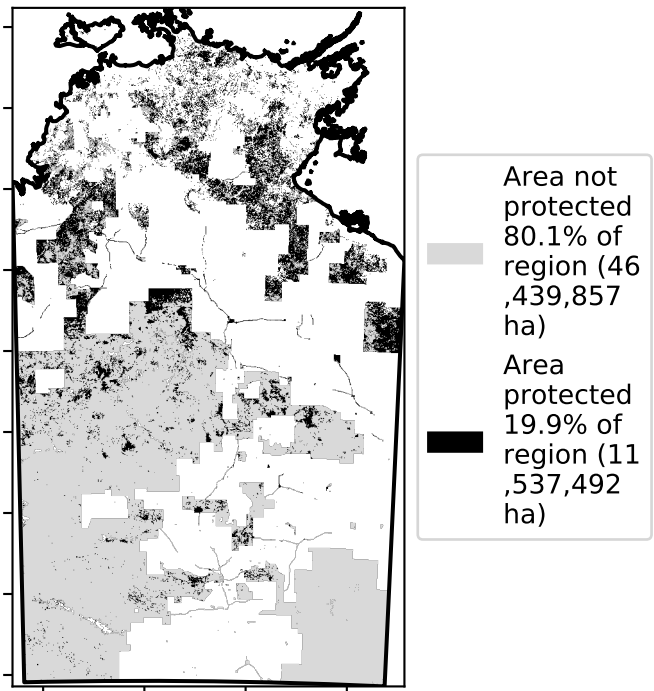 Area not
protected
80.1% of
region (46
,439,857
ha)
Area
protected
19.9% of
region (11
,537,492
ha)